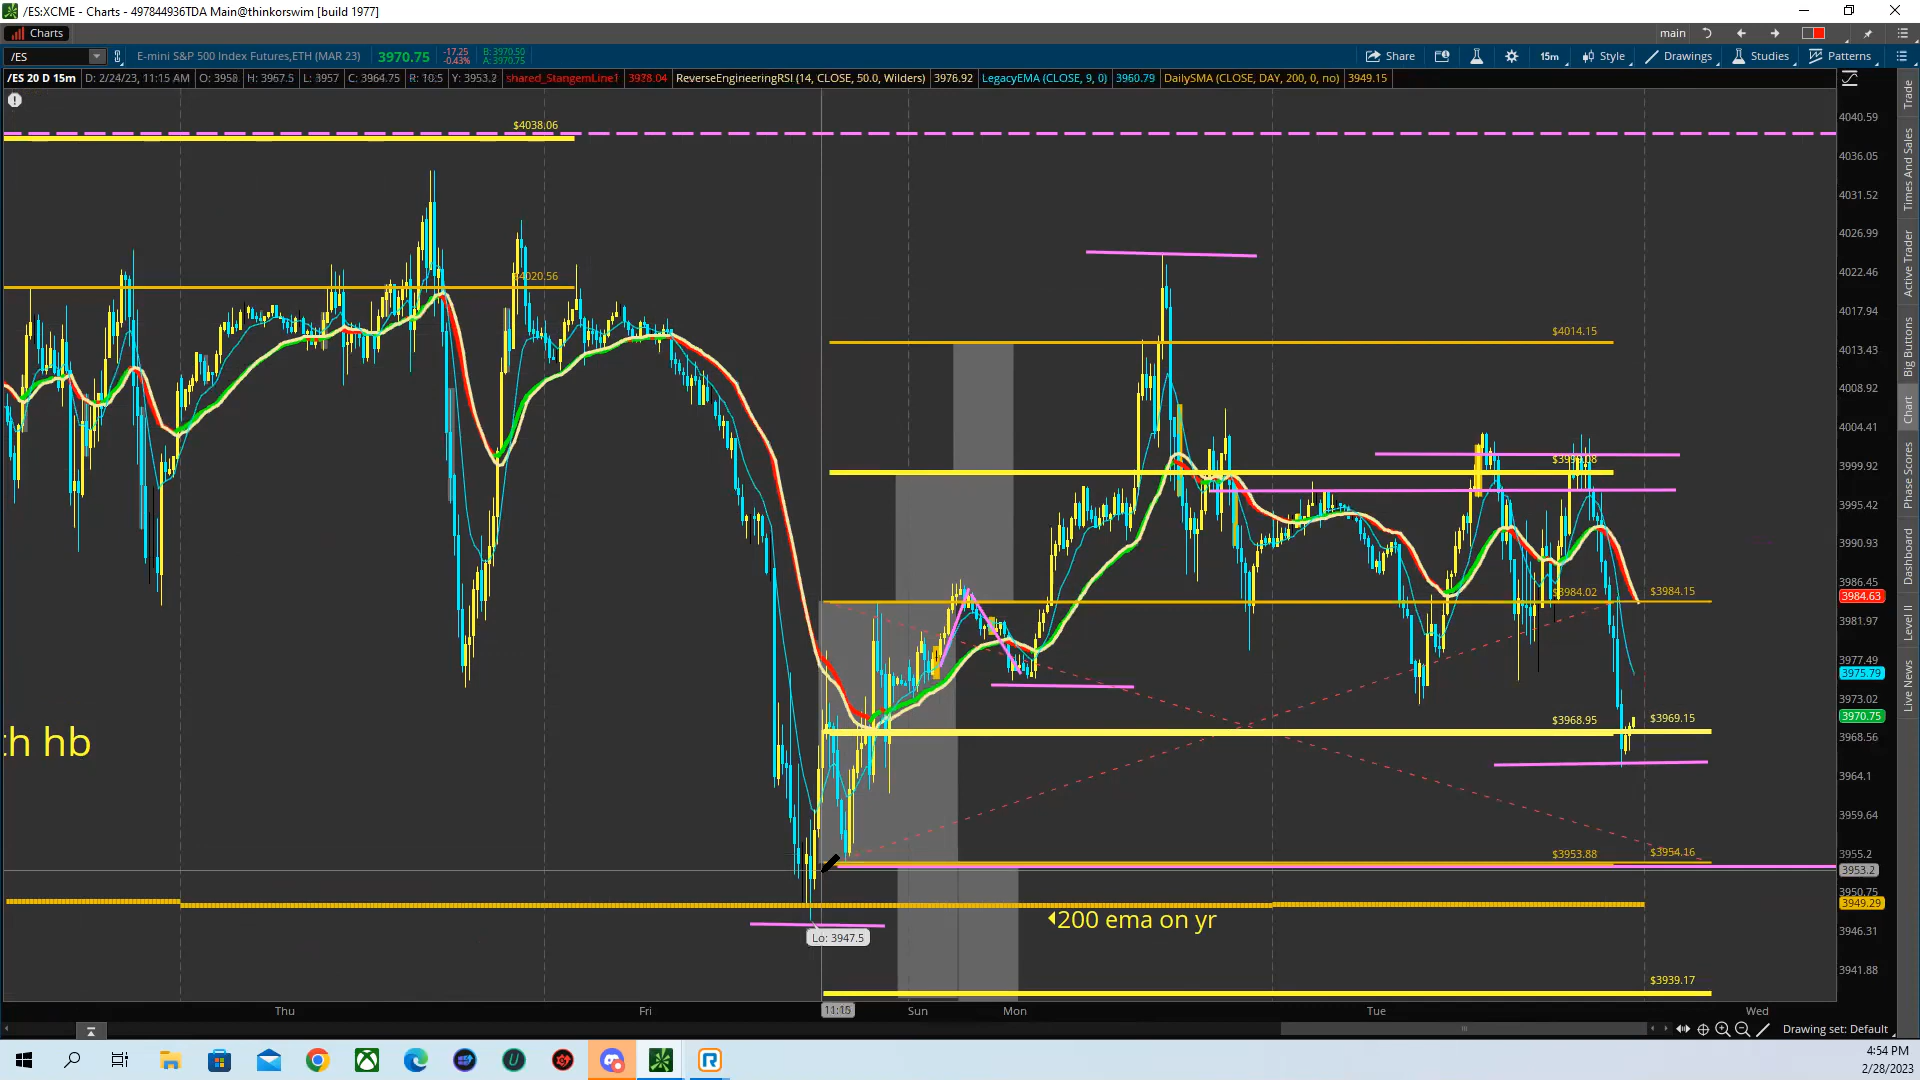 /ES:XCME - Charts - 497844936TDA Main@thinkorswim [build 1977]
Charts
main
/ES
E-mini S&P 500 Index Futures,ETH (MAR 23)
3970.75
-17.25
-0.43%
B: 3970.50
A: 3970.75
Share
15m
Style
Drawings
Studies
Patterns
/ES 20 D 15m
D: 2/24/23, 11:15 AM
O: 3958
H: 3967.5
L: 3957
C: 3964.75
R: 10.5
Y: 3953.2
3978.04
ReverseEngineeringRSI (14, CLOSE, 50.0, Wilders)
3976.92
LegacyEMA (CLOSE, 9, 0)
3960.79
DailySMA (CLOSE, DAY, 200, 0, no)
3949.15
$4038.06
4020.56
$4014.15
$3984.02
$3984.15
$3968.95
$3969.15
$3953.88
$3954.16
th hb
200 ema on yr
Lo: 3947.5
$3939.17
4040.59
4036.05
4031.52
4026.99
4022.46
4017.94
4013.43
4008.92
4004.41
3999.92
3995.42
3990.93
3986.45
3984.63
3981.97
3977.49
3975.79
3973.02
3970.75
3968.56
3964.1
3959.64
3955.2
3953.2
3950.75
3949.29
3946.31
3941.88
Trade
Times And Sales
Active Trader
Big Buttons
Chart
Phase Scores
Dashboard
Level II
Live News
Thu
Fri
11:15
Sun
Mon
Tue
Wed
Drawing set: Default
4:54 PM
2/28/2023